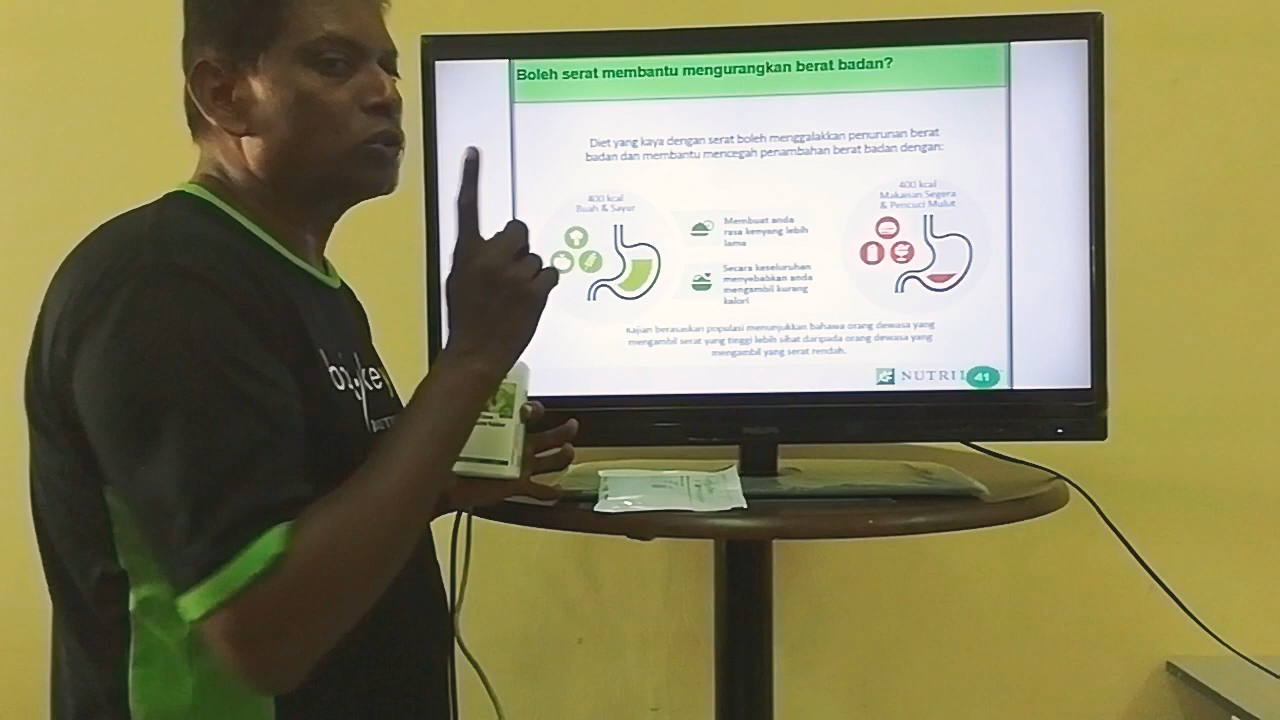 Boleh serat membantu mengurangkan berat badan?
Diet yang kaya dengan serat boleh menggalakkan penurunan berat
badan dan membantu mencegah penambahan berat badan dengan:
400 kcal
Buah & Sayur
Membuat anda
rasa kenyang lebih
lama
Secara keseluruhan
menyebabkan anda
mengambil kurang
kalori
400 kcal
Makanan Segera
& Pencuci Mulut
Kajian berasaskan populasi menunjukkan bahawa orang dewasa yang
mengambil serat yang tinggi lebih sihat daripada orang dewasa yang
mengambil yang serat rendah.
NUTRIL
41
PHILIPS